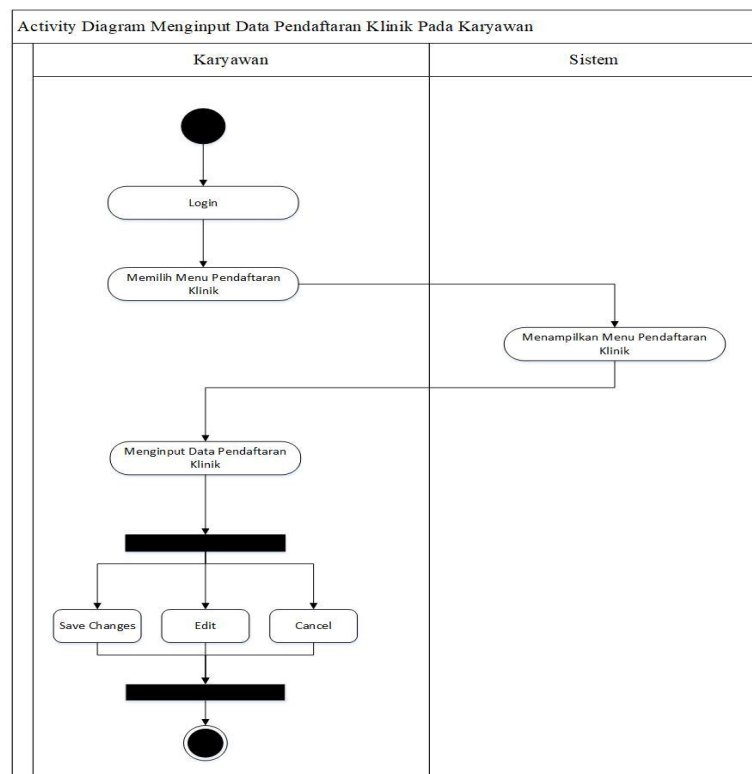 Activity Diagram Menginput Data Pendaftaran Klinik Pada Karyawan
Karyawan
Sistem
Login
Memilih Menu Pendaftaran
Klinik
Menampilkan Menu Pendaftaran
Klinik
Menginput Data Pendaftaran
Klinik
Save Changes
Edit
Cancel